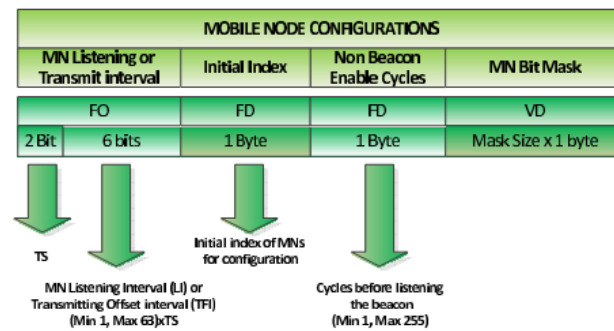 MOBILE NODE CONFIGURATIONS
MN Listening or
Transmit interval
Initial Index
Non Beacon
Enable Cycles
MN Bit Mask
FO
FD
FD
VD
2 Bit
6 bits
1 Byte
1 Byte
Mask Size x 1 byte
TS
Initial index of MNs
for configuration
MN Listening Interval (LI) or
Transmitting Offset interval (TFI)
(Min 1, Max 63)xTS
Cycles before listening
the beacon
(Min 1, Max 255)